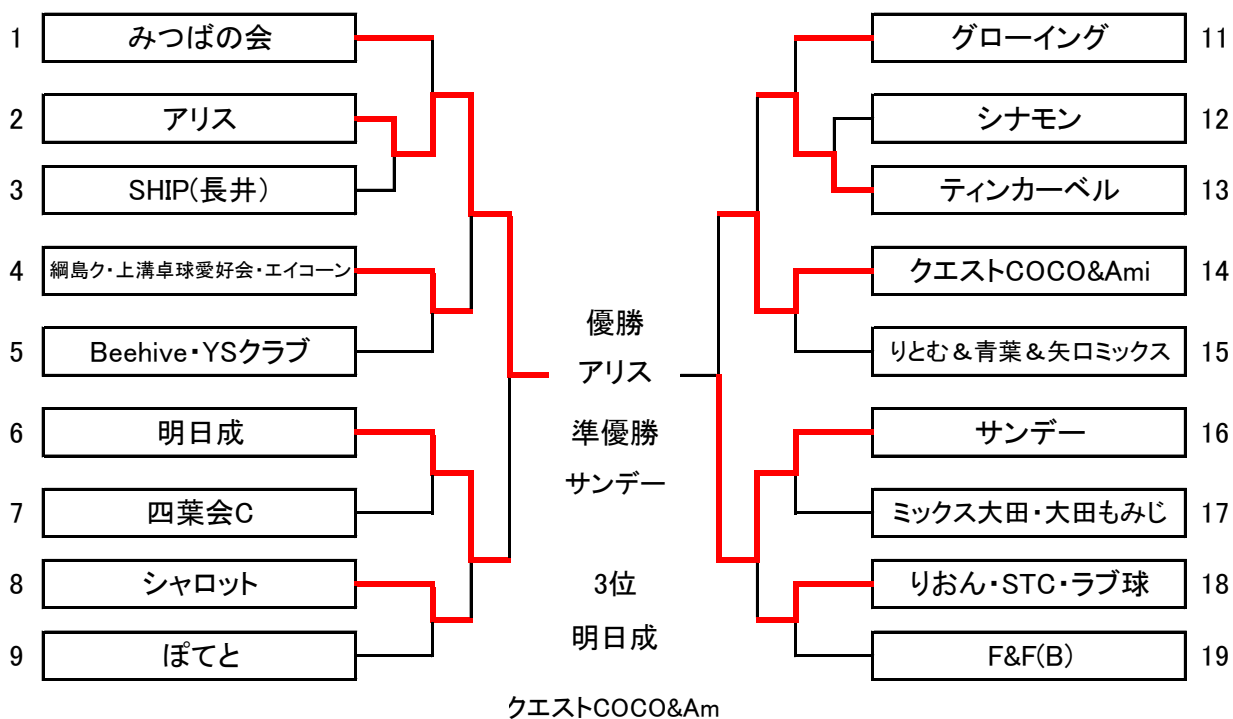 1 みつばの会
2 アリス
3 SHIP(長井)
4 綱島ク・上溝卓球愛好会・エイコーン
5 Beehive・YSクラブ
6 明日成
7 四葉会C
8 シャロット
9 ぽてと
優勝
アリス
準優勝
サンデー
3位
明日成
クエストCOCO&Am
グローイング 11
シナモン 12
ティンカーベル 13
クエストCOCO&Ami 14
りとむ&青葉&矢口ミックス 15
サンデー 16
ミックス大田・大田もみじ 17
りおん・STC・ラブ球 18
F&F(B) 19